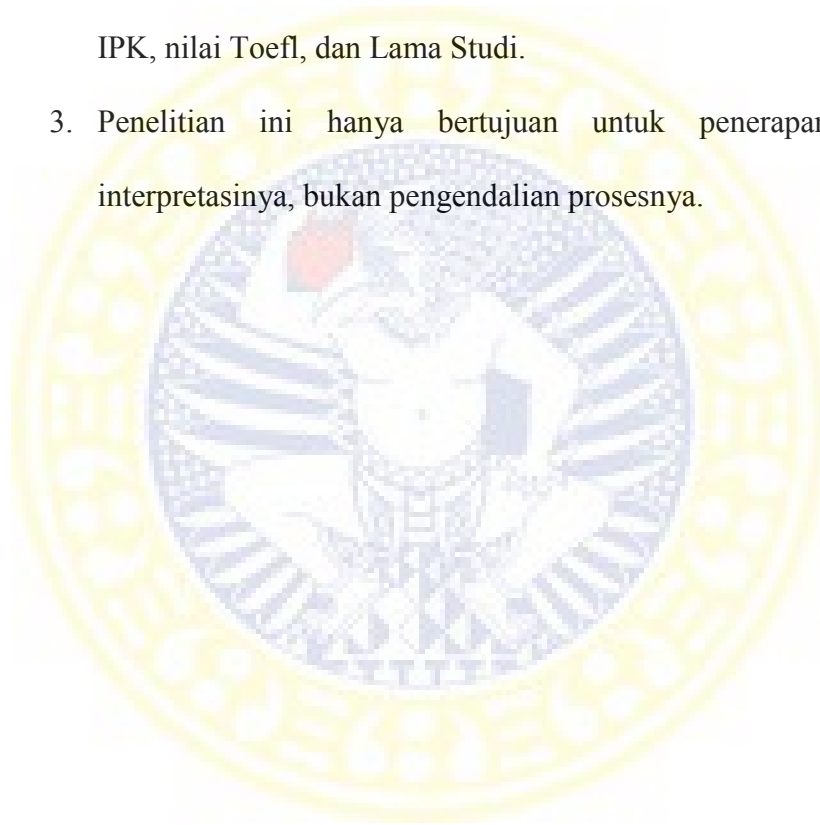 IPK, nilai Toefl, dan Lama Studi.
3. Penelitian ini hanya bertujuan untuk penerapan
interpretasinya, bukan pengendalian prosesnya.